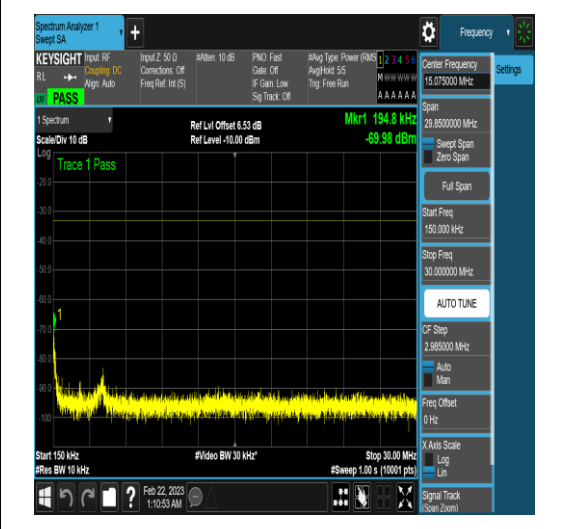 Spectrum Analyzer 1
Swept SA
Frequency
KEYSIGHT
Input: RF
Coupling: DC
Align: Auto
Input Z: 50 Ω
Corrections: Off
Freq Ref: Int (S)
#Atten: 10 dB
PNO: Fast
Gate: Off
IF Gain: Low
Sig Track: Off
#Avg Type: Power (RMS
Avg|Hold: 5/5
Trig: Free Run
1 2 3 4 5 6
M W W W W W
A A A A A A
RL
PASS
1 Spectrum
Scale/Div 10 dB
Ref Lvl Offset 6.53 dB
Ref Level -10.00 dBm
Mkr1 194.8 kHz
-69.98 dBm
Log
Trace 1 Pass
-20.0
-30.0
-40.0
-50.0
-60.0
-70.0
-80.0
-90.0
-100
1
Start 150 kHz
#Res BW 10 kHz
#Video BW 30 kHz*
Stop 30.00 MHz
#Sweep 1.00 s (10001 pts)
Feb 22, 2023
1:10:53 AM
Center Frequency
15.075000 MHz
Settings
Span
29.8500000 MHz
Swept Span
Zero Span
Full Span
Start Freq
150.000 kHz
Stop Freq
30.000000 MHz
AUTO TUNE
CF Step
2.985000 MHz
Auto
Man
Freq Offset
0 Hz
X Axis Scale
Log
Lin
Signal Track
(Span Zoom)